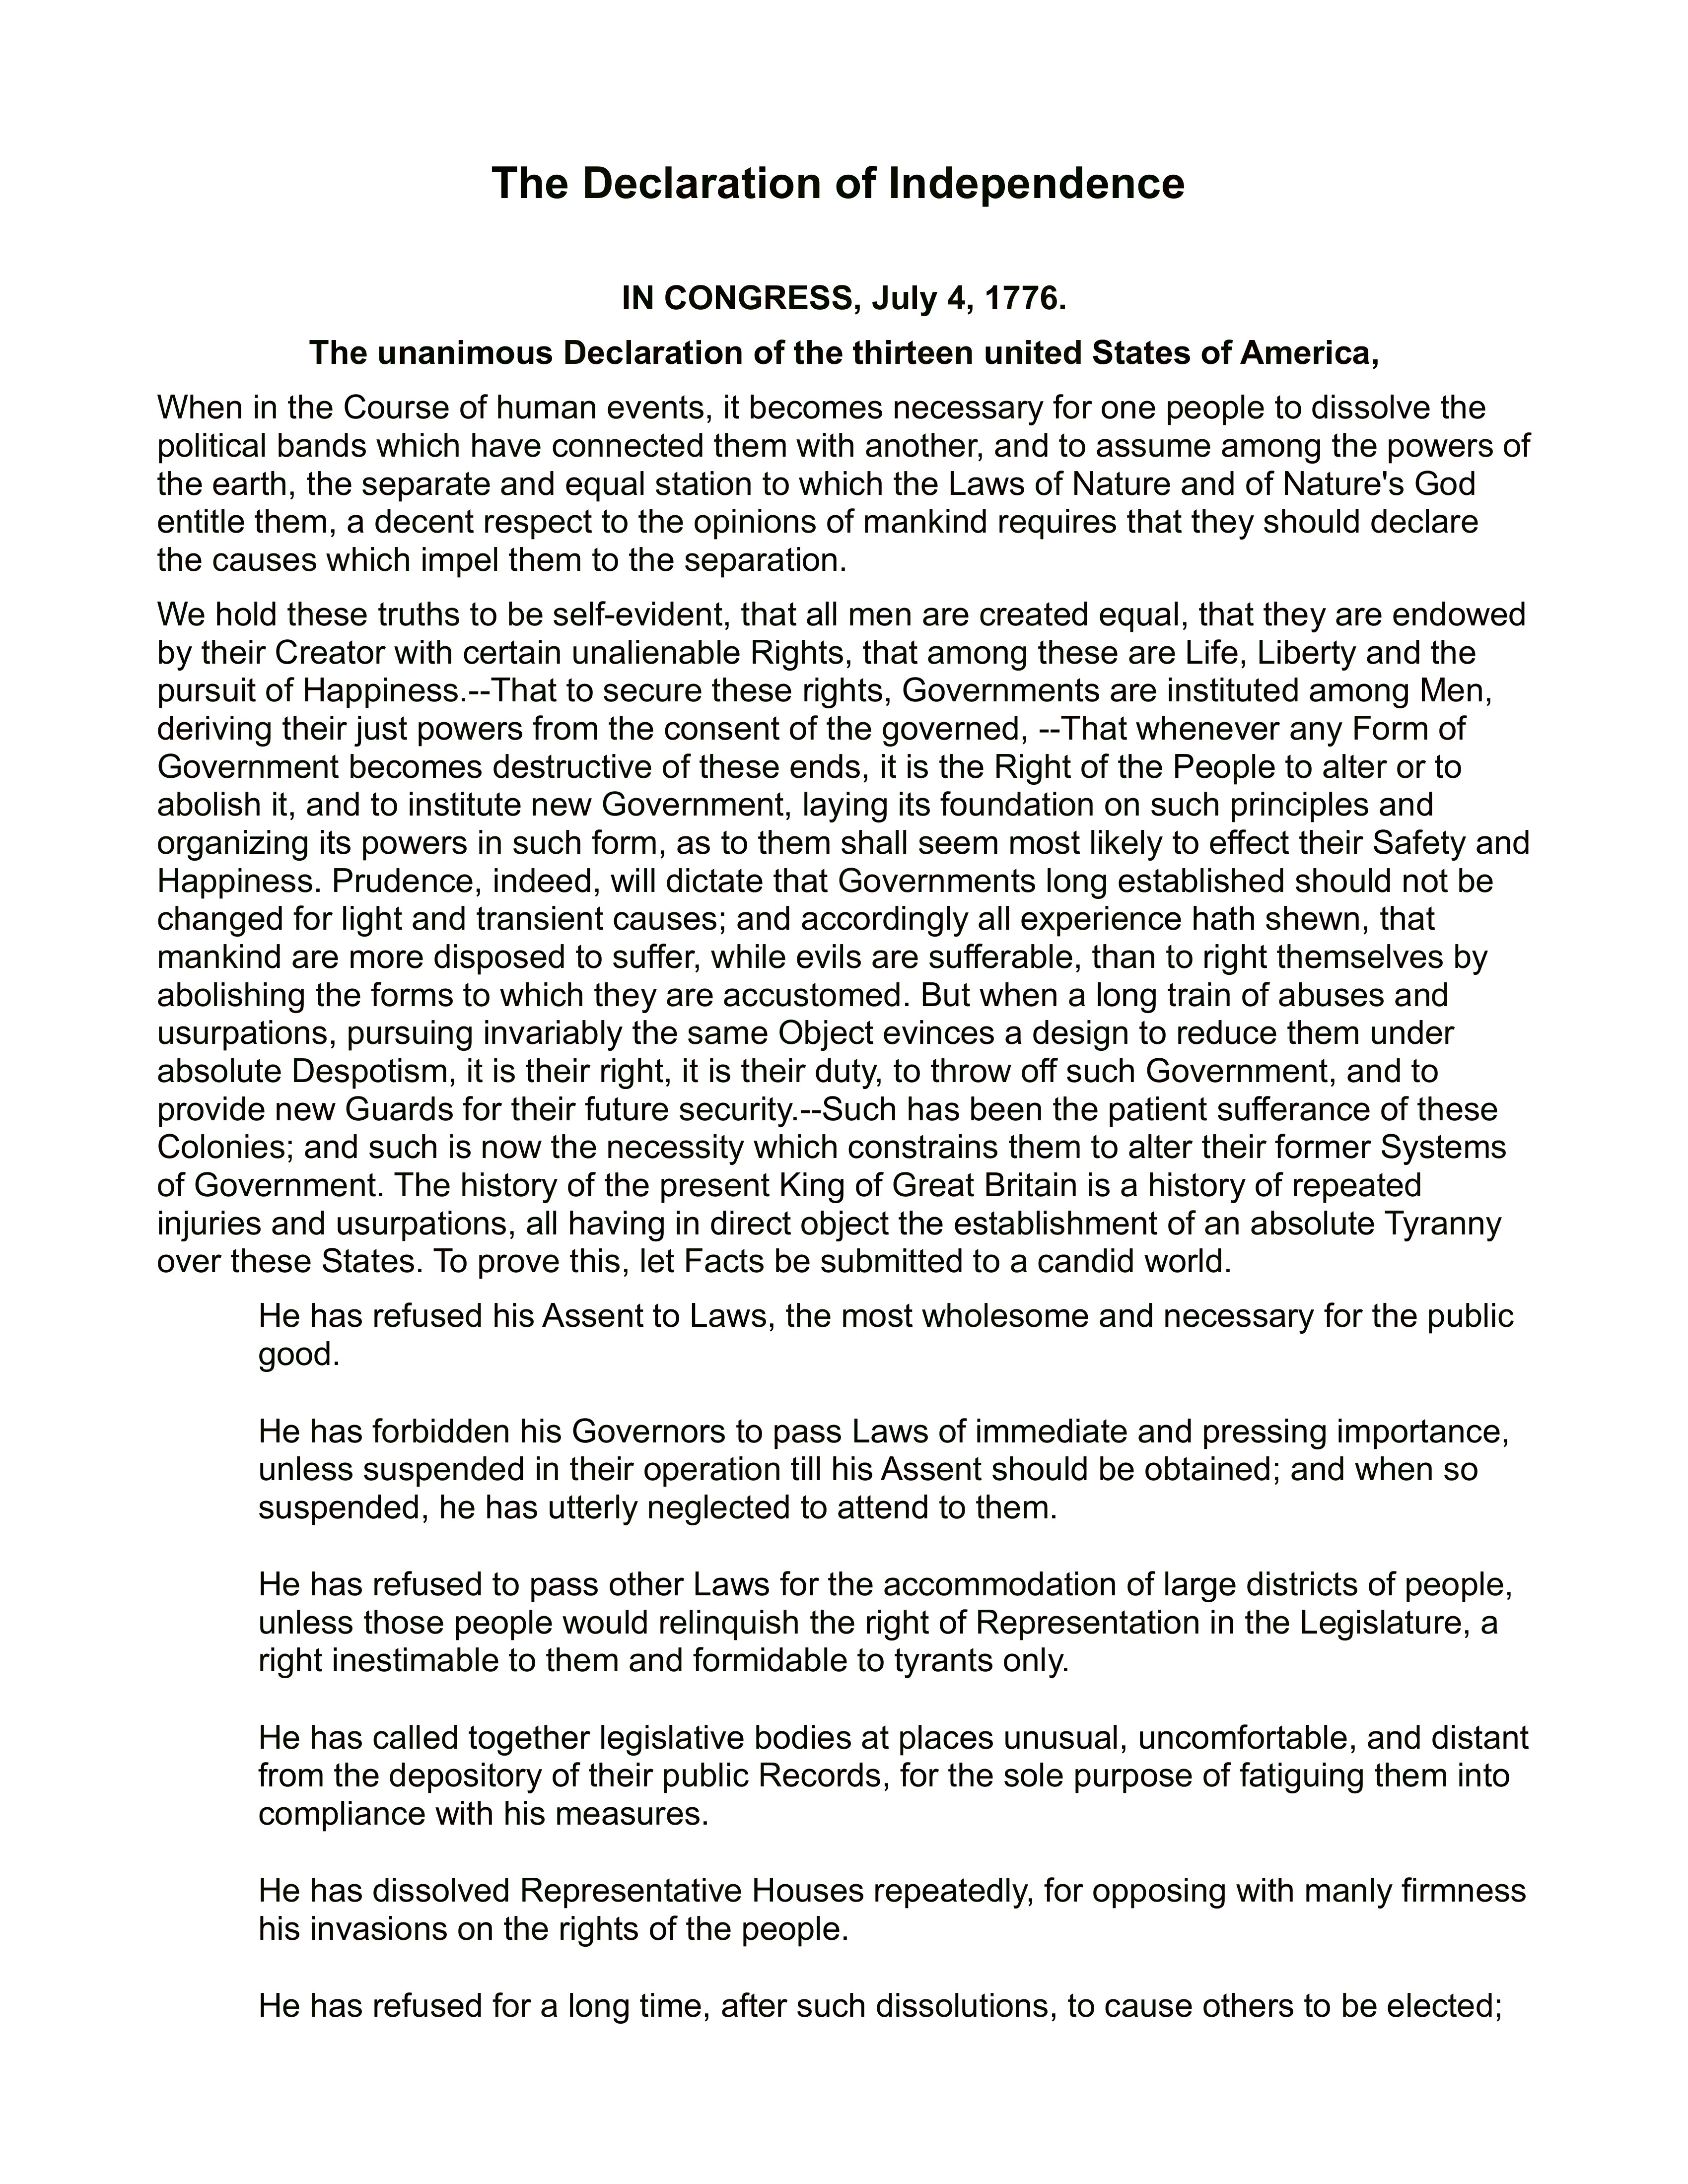 The Declaration of Independence
IN CONGRESS, July 4, 1776.
The unanimous Declaration of the thirteen united States of America,
When in the Course of human events, it becomes necessary for one people to dissolve the
political bands which have connected them with another, and to assume among the powers of
the earth, the separate and equal station to which the Laws of Nature and of Nature's God
entitle them, a decent respect to the opinions of mankind requires that they should declare
the causes which impel them to the separation.
We hold these truths to be self-evident, that all men are created equal, that they are endowed
by their Creator with certain unalienable Rights, that among these are Life, Liberty and the
pursuit of Happiness.--That to secure these rights, Governments are instituted among Men,
deriving their just powers from the consent of the governed, --That whenever any Form of
Government becomes destructive of these ends, it is the Right of the People to alter or to
abolish it, and to institute new Government, laying its foundation on such principles and
organizing its powers in such form, as to them shall seem most likely to effect their Safety and
Happiness. Prudence, indeed, will dictate that Governments long established should not be
changed for light and transient causes; and accordingly all experience hath shewn, that
mankind are more disposed to suffer, while evils are sufferable, than to right themselves by
abolishing the forms to which they are accustomed. But when a long train of abuses and
usurpations, pursuing invariably the same Object evinces a design to reduce them under
absolute Despotism, it is their right, it is their duty, to throw off such Government, and to
provide new Guards for their future security.--Such has been the patient sufferance of these
Colonies; and such is now the necessity which constrains them to alter their former Systems
of Government. The history of the present King of Great Britain is a history of repeated
injuries and usurpations, all having in direct object the establishment of an absolute Tyranny
over these States. To prove this, let Facts be submitted to a candid world.
He has refused his Assent to Laws, the most wholesome and necessary for the public
good.
He has forbidden his Governors to pass Laws of immediate and pressing importance,
unless suspended in their operation till his Assent should be obtained; and when so
suspended, he has utterly neglected to attend to them.
He has refused to pass other Laws for the accommodation of large districts of people,
unless those people would relinquish the right of Representation in the Legislature, a
right inestimable to them and formidable to tyrants only.
He has called together legislative bodies at places unusual, uncomfortable, and distant
from the depository of their public Records, for the sole purpose of fatiguing them into
compliance with his measures.
He has dissolved Representative Houses repeatedly, for opposing with manly firmness
his invasions on the rights of the people.
He has refused for a long time, after such dissolutions, to cause others to be elected;